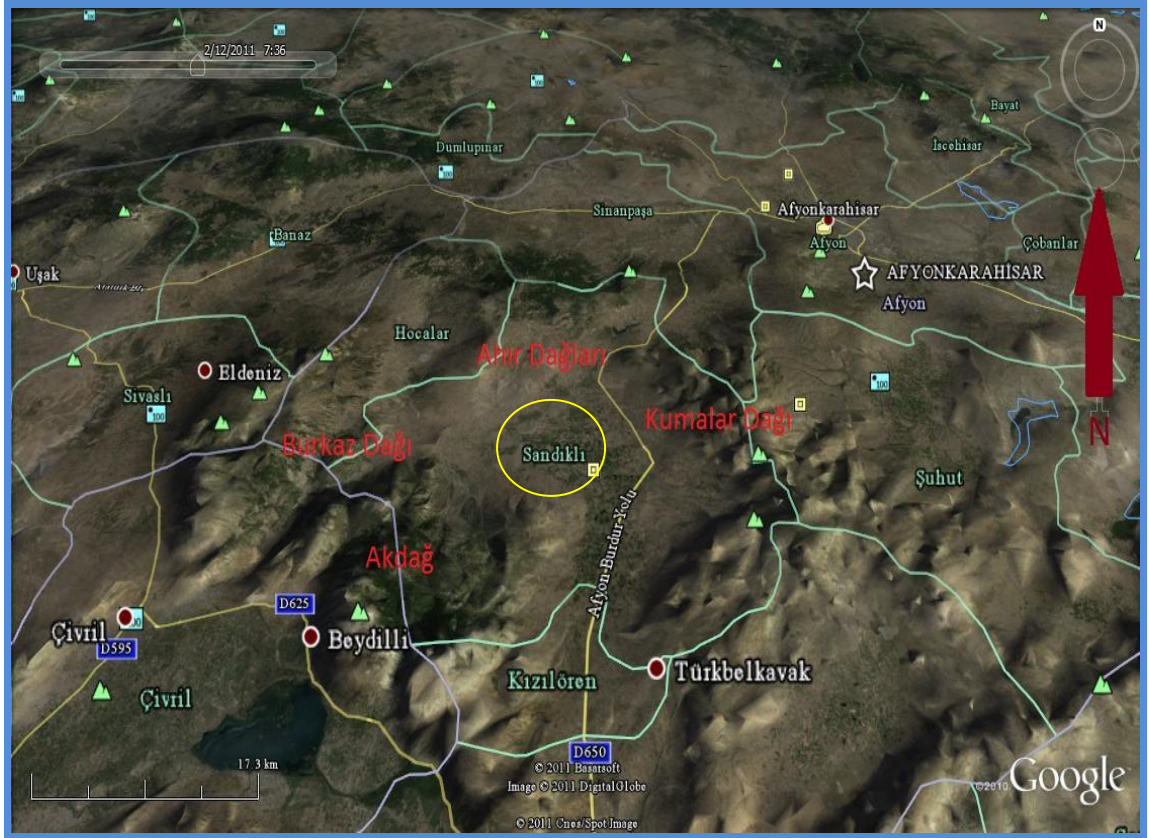 N
2/12/2011 7:36
Bayat
Dumlupınar
İscehisar
Sinanpaşa
Afyonkarahisar
Banaz
Afyon
Çobanlar
Uşak
AFYONKARAHİSAR
Afyon
Hocalar
Ahır Dağları
Eldeniz
Sivaslı
100
100
Kumalar Dağı
N
Burkaz Dağı
Sandıklı
Şuhut
Afyon-Burdur Yolu
Akdağ
D625
Çivril
Beydilli
D595
Türkbelkavak
Kızılören
Çivril
D650
17.3 km
© 2011 Basarsoft
Image © 2011 DigitalGlobe
©2010 Google
© 2011 Cnes/Spot Image